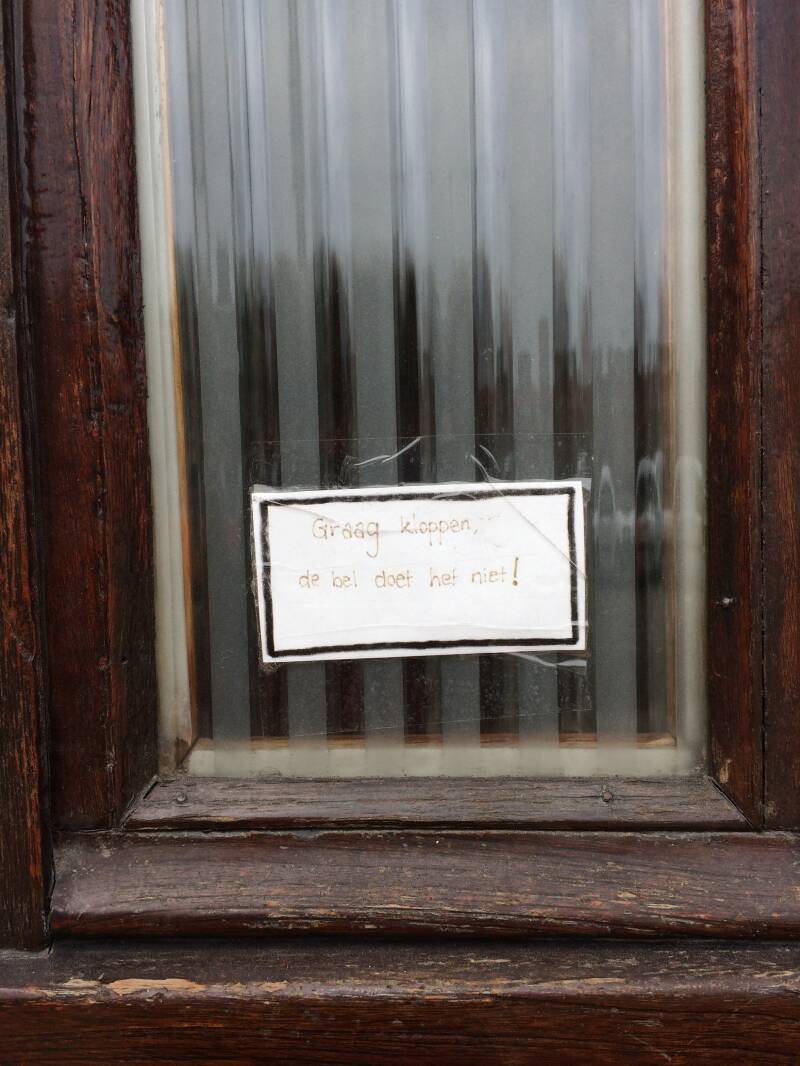 Graag kloppen,
de bel doet het niet!